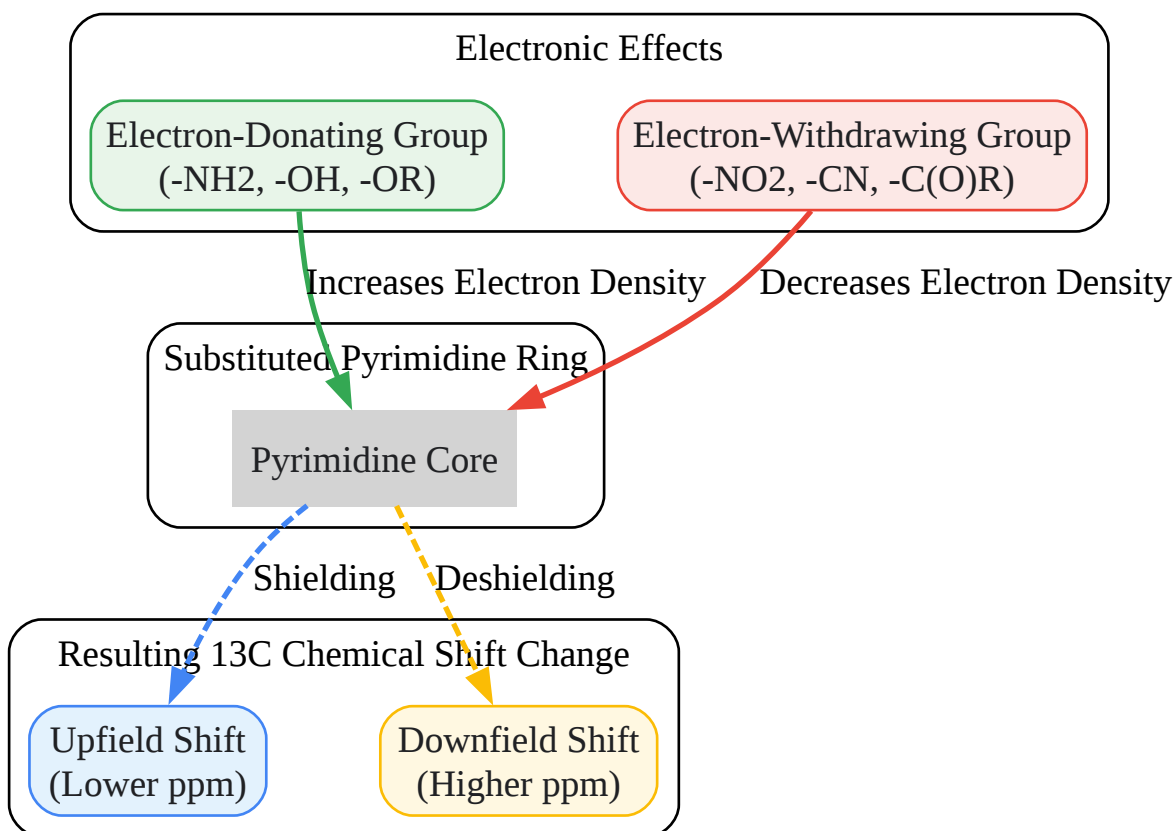 Electronic Effects
Electron-Donating Group
(-NH2, -OH, -OR)
Electron-Withdrawing Group
(-NO2, -CN, -C(O)R)
Increases Electron Density
Decreases Electron Density
Substituted Pyrimidine Ring
Pyrimidine Core
Shielding
Deshielding
Resulting 13C Chemical Shift Change
Upfield Shift
(Lower ppm)
Downfield Shift
(Higher ppm)